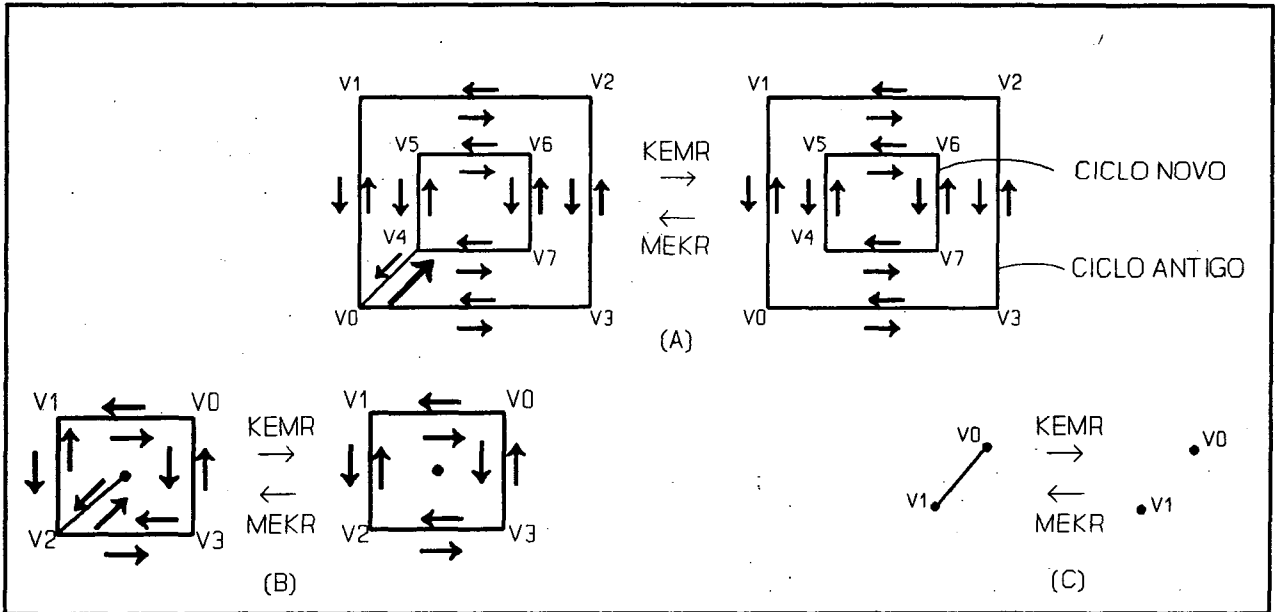 V1 V2
V5 V6
KEMR
MEKR
V4 V7
V0 V3
V1 V2
V5 V6
CICLO NOVO
V4 V7
CICLO ANTIGO
V0 V3
(A)
V1 V0
KEMR
MEKR
V2 V3
V1 V0
V2 V3
(B)
V0
KEMR
MEKR
V1
V0
V1
(C)